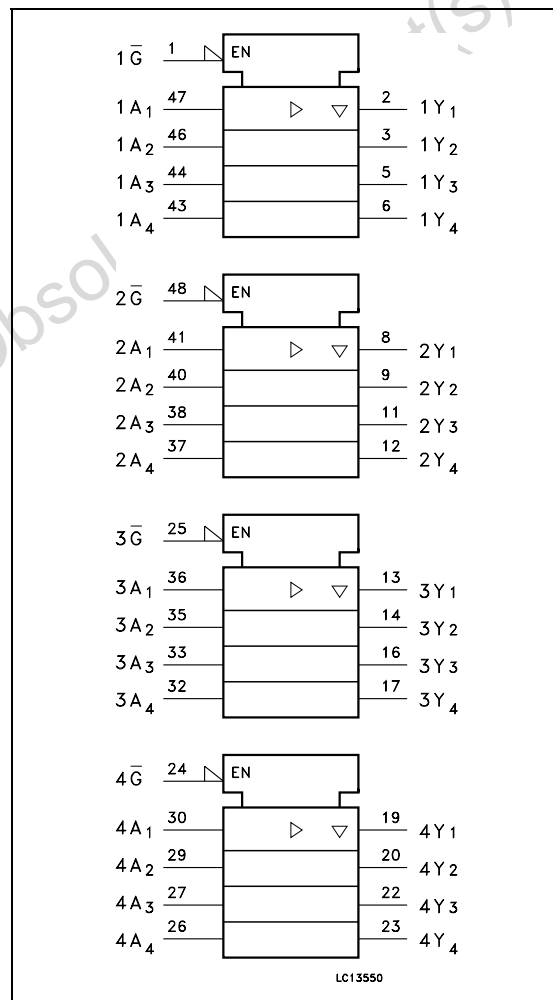 1G̅ 1 EN
1A1 47 2 1Y1
1A2 46 3 1Y2
1A3 44 5 1Y3
1A4 43 6 1Y4
2G̅ 48 EN
2A1 41 8 2Y1
2A2 40 9 2Y2
2A3 38 11 2Y3
2A4 37 12 2Y4
3G̅ 25 EN
3A1 36 13 3Y1
3A2 35 14 3Y2
3A3 33 16 3Y3
3A4 32 17 3Y4
4G̅ 24 EN
4A1 30 19 4Y1
4A2 29 20 4Y2
4A3 27 22 4Y3
4A4 26 23 4Y4
LC13550